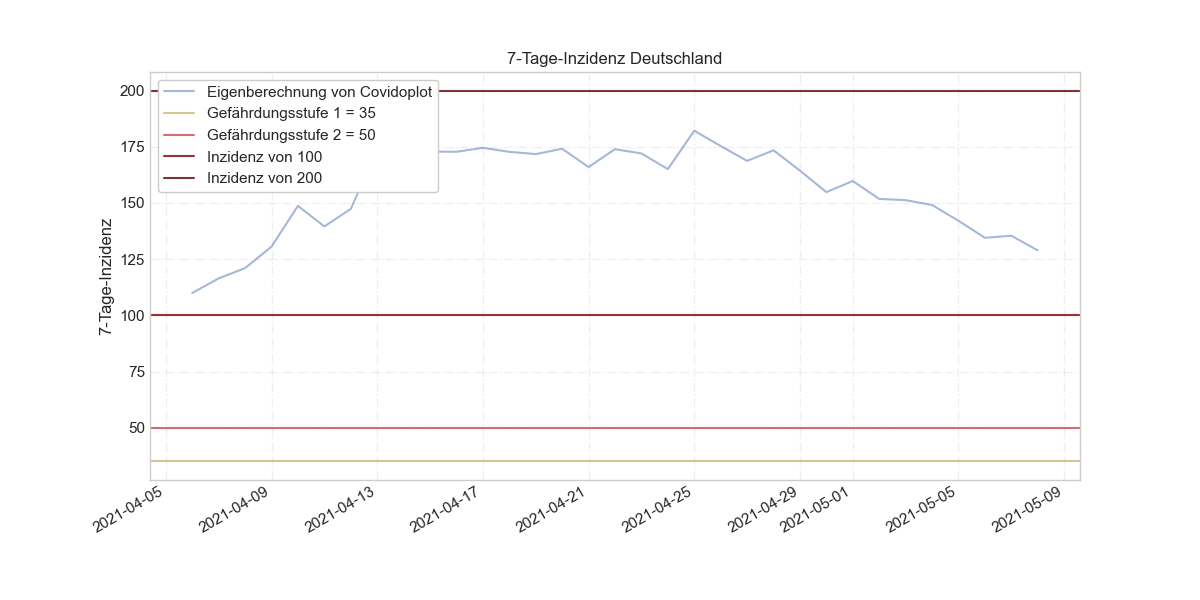 7-Tage-Inzidenz Deutschland
200
175
150
125
100
75
50
7-Tage-Inzidenz
Eigenberechnung von Covidoplot
Gefährdungsstufe 1 = 35
Gefährdungsstufe 2 = 50
Inzidenz von 100
Inzidenz von 200
2021-04-05
2021-04-09
2021-04-13
2021-04-17
2021-04-21
2021-04-25
2021-04-29
2021-05-01
2021-05-05
2021-05-09